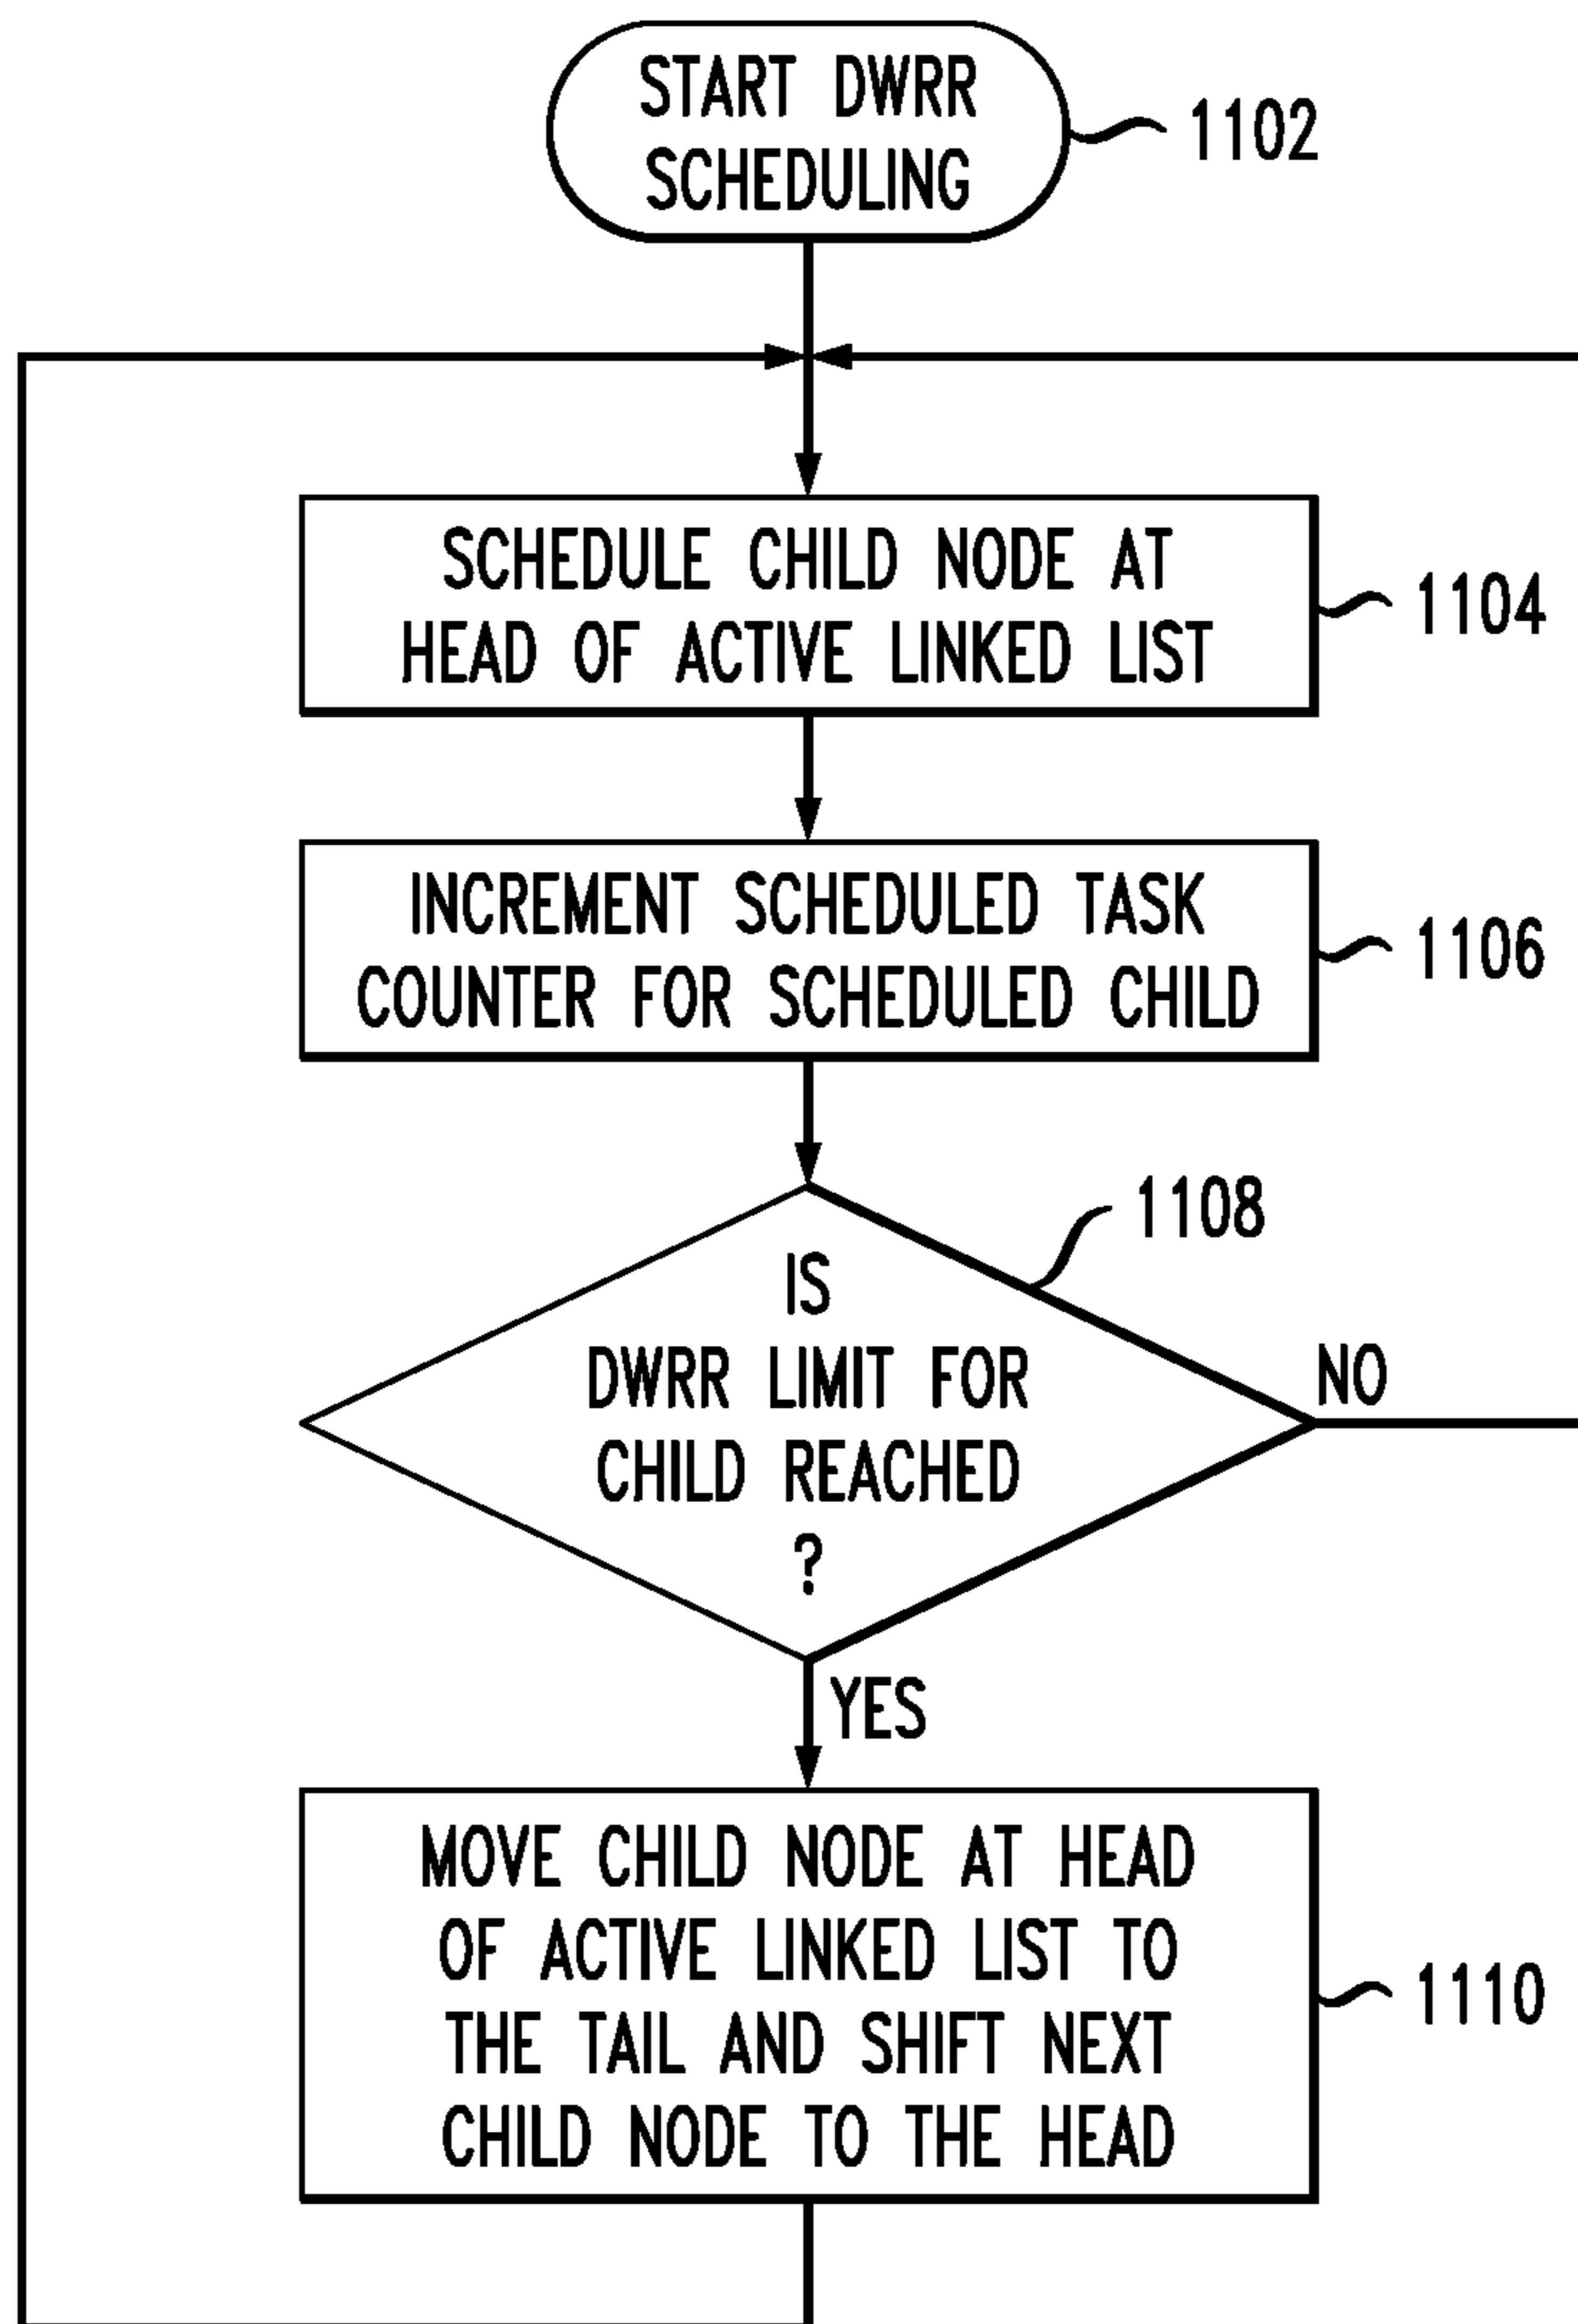 START DWRR
SCHEDULING
1102
SCHEDULE CHILD NODE AT
HEAD OF ACTIVE LINKED LIST
1104
INCREMENT SCHEDULED TASK
COUNTER FOR SCHEDULED CHILD
1106
1108
IS
DWRR LIMIT FOR
CHILD REACHED
?
NO
YES
MOVE CHILD NODE AT HEAD
OF ACTIVE LINKED LIST TO
THE TAIL AND SHIFT NEXT
CHILD NODE TO THE HEAD
1110